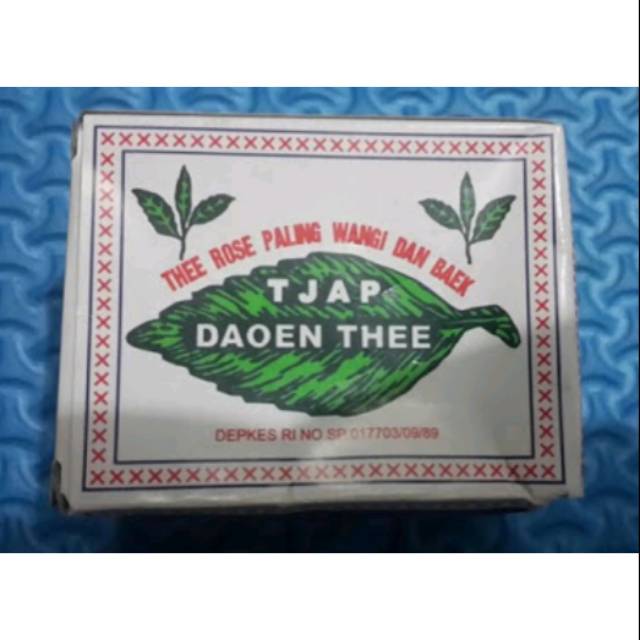 THEE ROSE PALING WANGI DAN BAEK
TJAP
DAOEN THEE
DEPKES RI NO.SP.017703/09/89